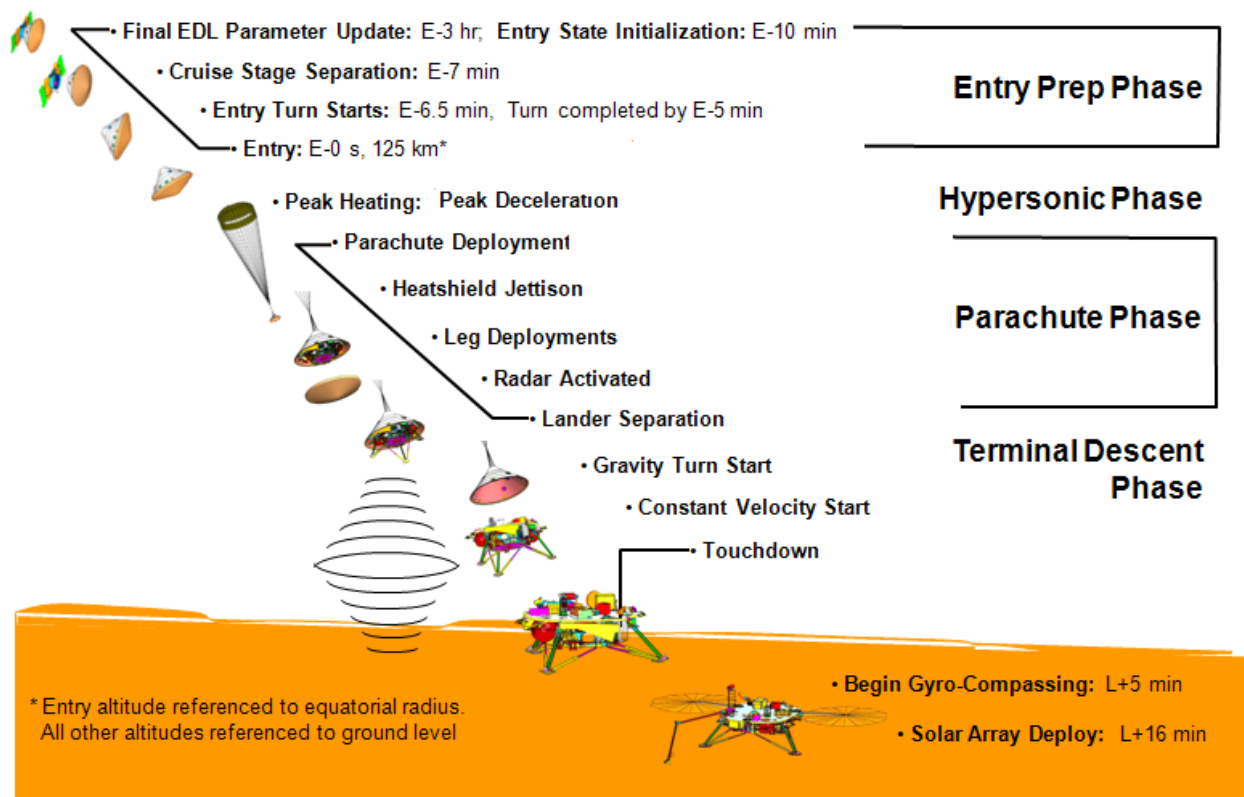 • Final EDL Parameter Update: E-3 hr; Entry State Initialization: E-10 min
• Cruise Stage Separation: E-7 min
• Entry Turn Starts: E-6.5 min, Turn completed by E-5 min
• Entry: E-0 s, 125 km*
Entry Prep Phase
• Peak Heating: Peak Deceleration
Hypersonic Phase
• Parachute Deployment
• Heatshield Jettison
• Leg Deployments
• Radar Activated
• Lander Separation
Parachute Phase
• Gravity Turn Start
• Constant Velocity Start
• Touchdown
Terminal Descent
Phase
• Begin Gyro-Compassing: L+5 min
• Solar Array Deploy: L+16 min
* Entry altitude referenced to equatorial radius.
All other altitudes referenced to ground level